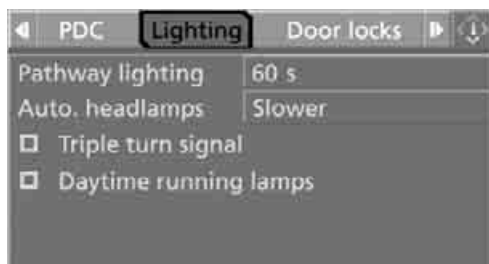 PDC Lighting Door locks
Pathway lighting 60 s
Auto. headlamps Slower
Triple turn signal
Daytime running lamps